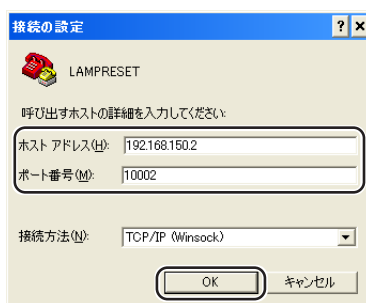 接続の設定
LAMPRESET
呼び出すホストの詳細を入力してください:
ホスト アドレス(H): 192.168.150.2
ポート番号(M): 10002
接続方法(N): TCP/IP (Winsock)
OK キャンセル